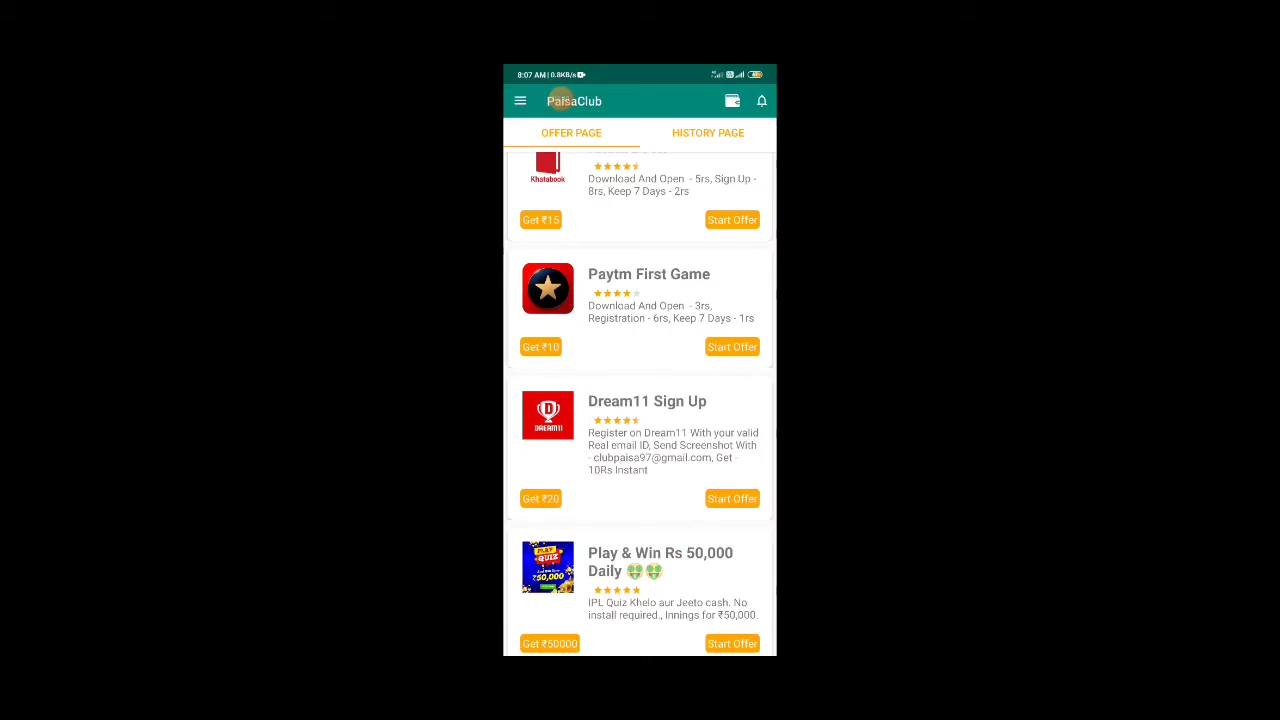 8:07 AM | 0.8KB/s
PaisaClub
OFFER PAGE
HISTORY PAGE
Khatabook
Download And Open - 5rs, Sign Up -
8rs, Keep 7 Days - 2rs
Get ₹15
Start Offer
Paytm First Game
Download And Open - 3rs,
Registration - 6rs, Keep 7 Days - 1rs
Get ₹10
Start Offer
DREAM11
Dream11 Sign Up
Register on Dream11 With your valid
Real email ID, Send Screenshot With
- clubpaisa97@gmail.com, Get -
10Rs Instant
Get ₹20
Start Offer
PLAY
QUIZ
₹50,000
Play & Win Rs 50,000
Daily 🤑🤑
IPL Quiz Khelo aur Jeeto cash. No
install required., Innings for ₹50,000.
Get ₹50000
Start Offer